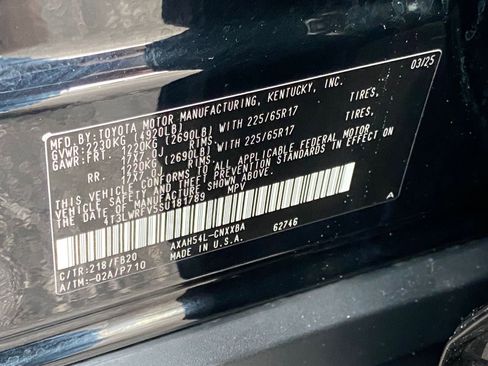 MFD. BY:TOYOTA MOTOR MANUFACTURING, KENTUCKY, INC. 03/25
GVWR:2230KG (4920LB)
GAWR:FRT. 1220KG (2690LB) WITH 225/65R17
17X7.0J RIMS,
RR. 1220KG (2690LB) WITH 225/65R17
17X7.0J RIMS,
THIS VEHICLE CONFORMS TO ALL APPLICABLE FEDERAL MOTOR
VEHICLE SAFETY AND THEFT PREVENTION STANDARDS IN
EFFECT ON THE DATE OF MANUFACTURE SHOWN ABOVE.
4T3LWRFV5SU181789 MPV
A
AXAH54L-CNXXBA 62746
C/TR:218/FB20 MADE IN U.S.A.
A/TM:-02A/P710